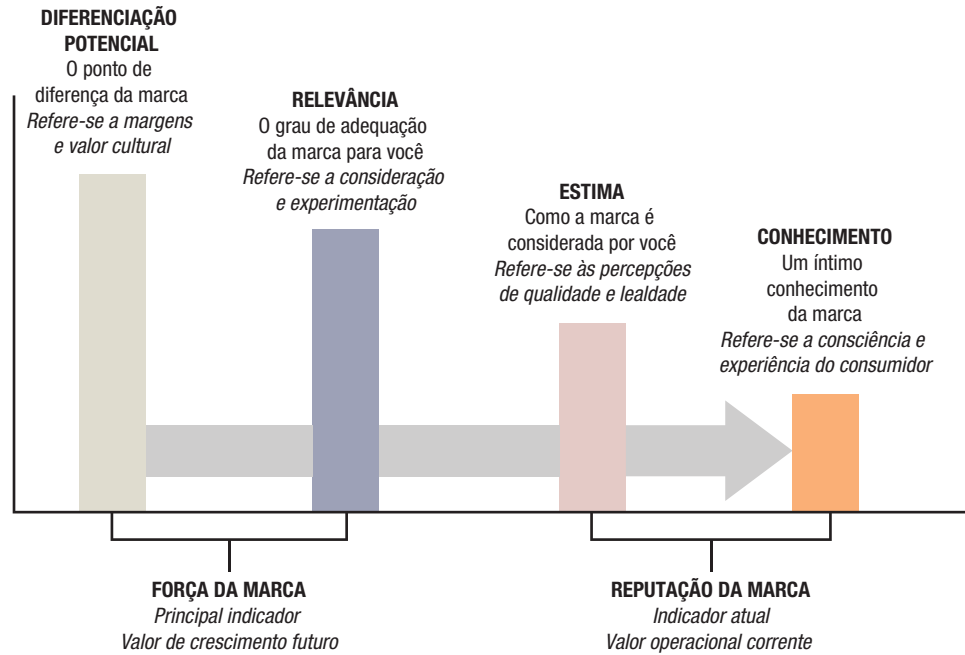 DIFERENCIAÇÃO
POTENCIAL
O ponto de
diferença da marca
Refere-se a margens
e valor cultural
RELEVÂNCIA
O grau de adequação
da marca para você
Refere-se a consideração
e experimentação
ESTIMA
Como a marca é
considerada por você
Refere-se às percepções
de qualidade e lealdade
CONHECIMENTO
Um íntimo
conhecimento
da marca
Refere-se a consciência e
experiência do consumidor
FORÇA DA MARCA
Principal indicador
Valor de crescimento futuro
REPUTAÇÃO DA MARCA
Indicador atual
Valor operacional corrente